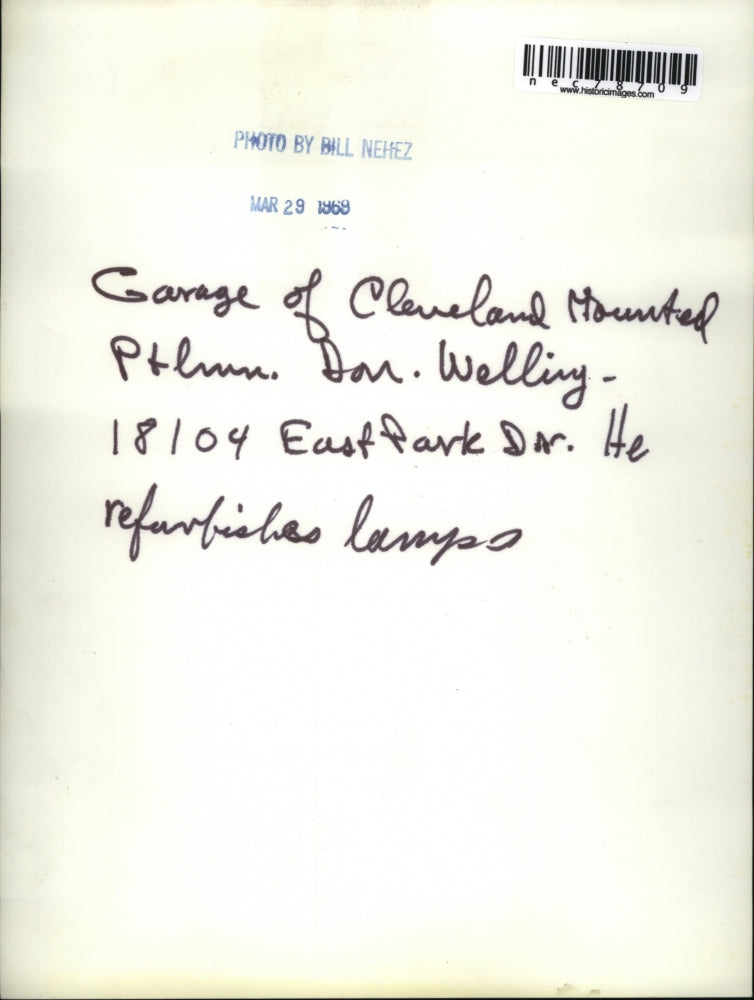 nec78709
www.historicimages.com
PHOTO BY BILL NEHEZ
MAR 29 1969
Garage of Cleveland Mounted
Ptlmn. Don. Welling-
18104 East Park Dr. He
refurbishes lamps